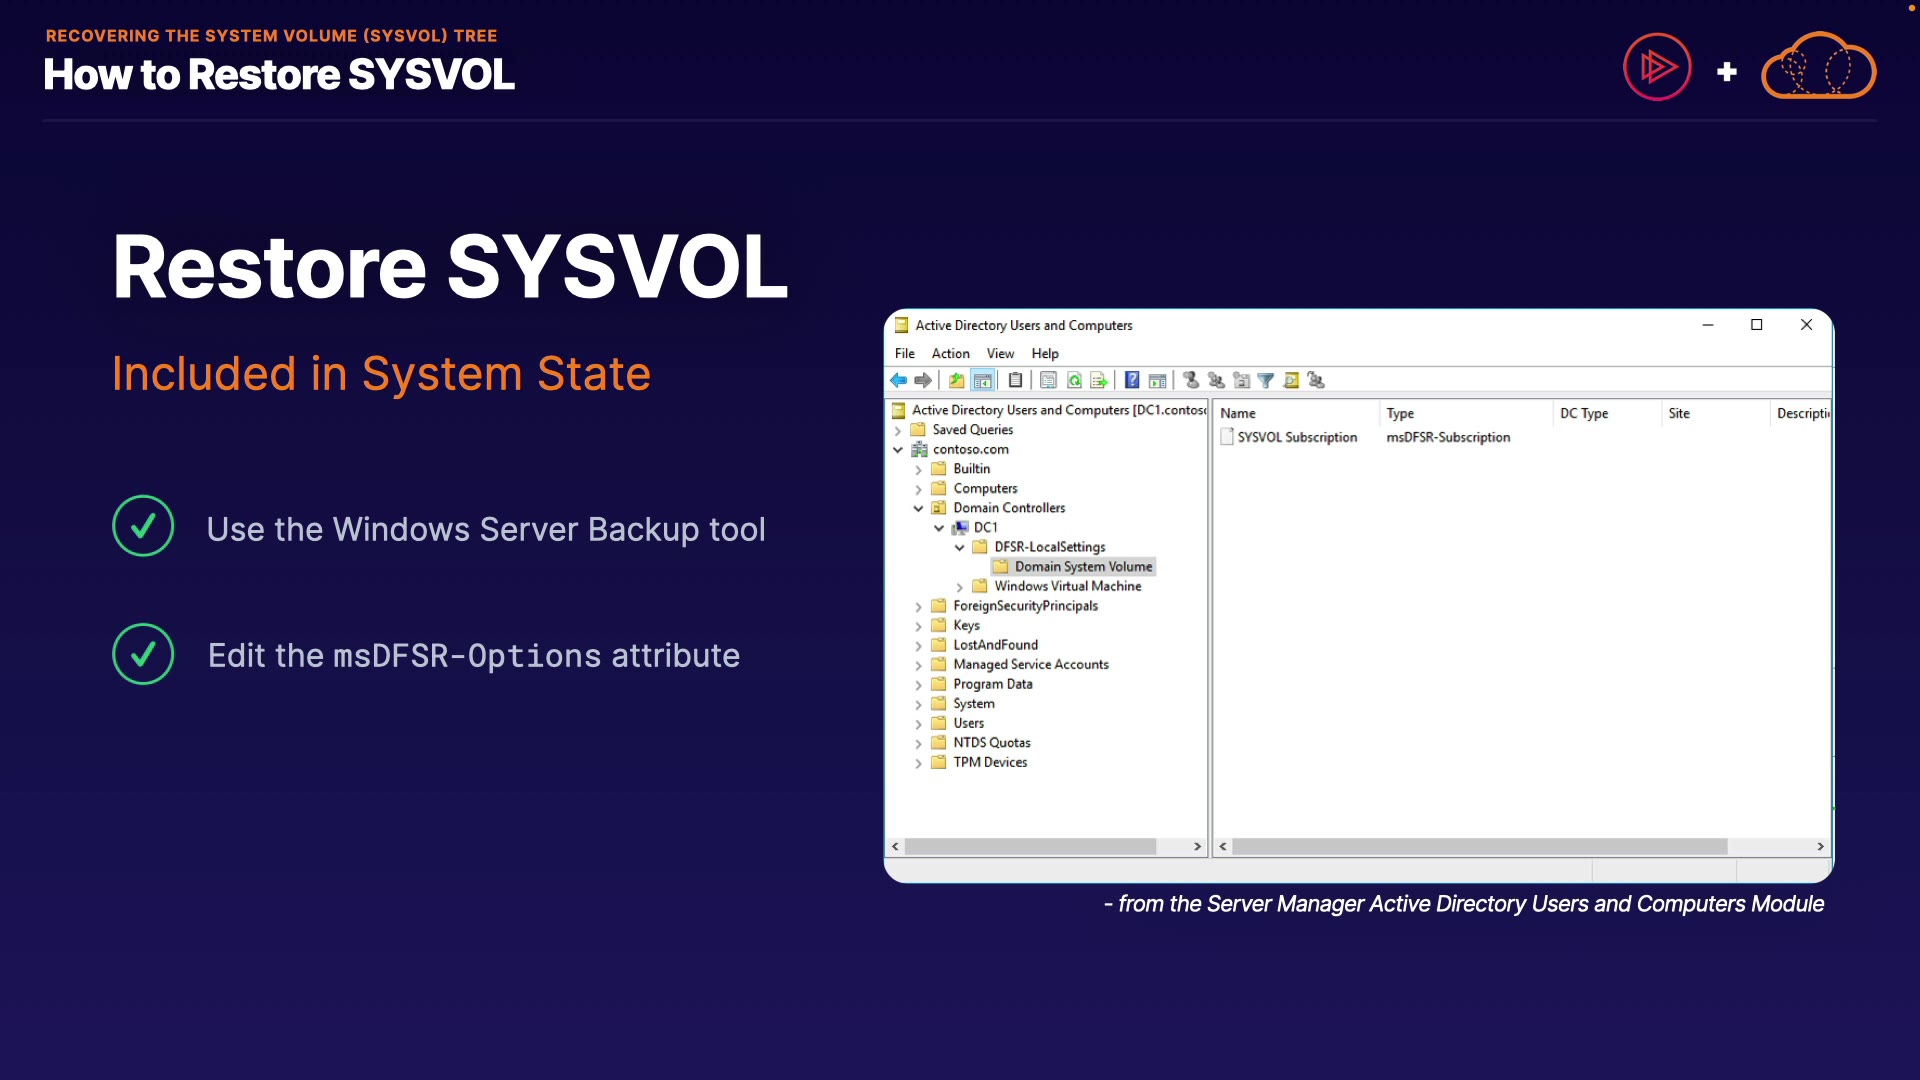 RECOVERING THE SYSTEM VOLUME (SYSVOL) TREE
How to Restore SYSVOL
Restore SYSVOL
Included in System State
Use the Windows Server Backup tool
Edit the msDFSR-Options attribute
Active Directory Users and Computers
File Action View Help
Active Directory Users and Computers [DC1.contoso
Saved Queries
contoso.com
Builtin
Computers
Domain Controllers
DC1
DFSR-LocalSettings
Domain System Volume
Windows Virtual Machine
ForeignSecurityPrincipals
Keys
LostAndFound
Managed Service Accounts
Program Data
System
Users
NTDS Quotas
TPM Devices
Name Type DC Type Site Descripti
SYSVOL Subscription msDFSR-Subscription
- from the Server Manager Active Directory Users and Computers Module